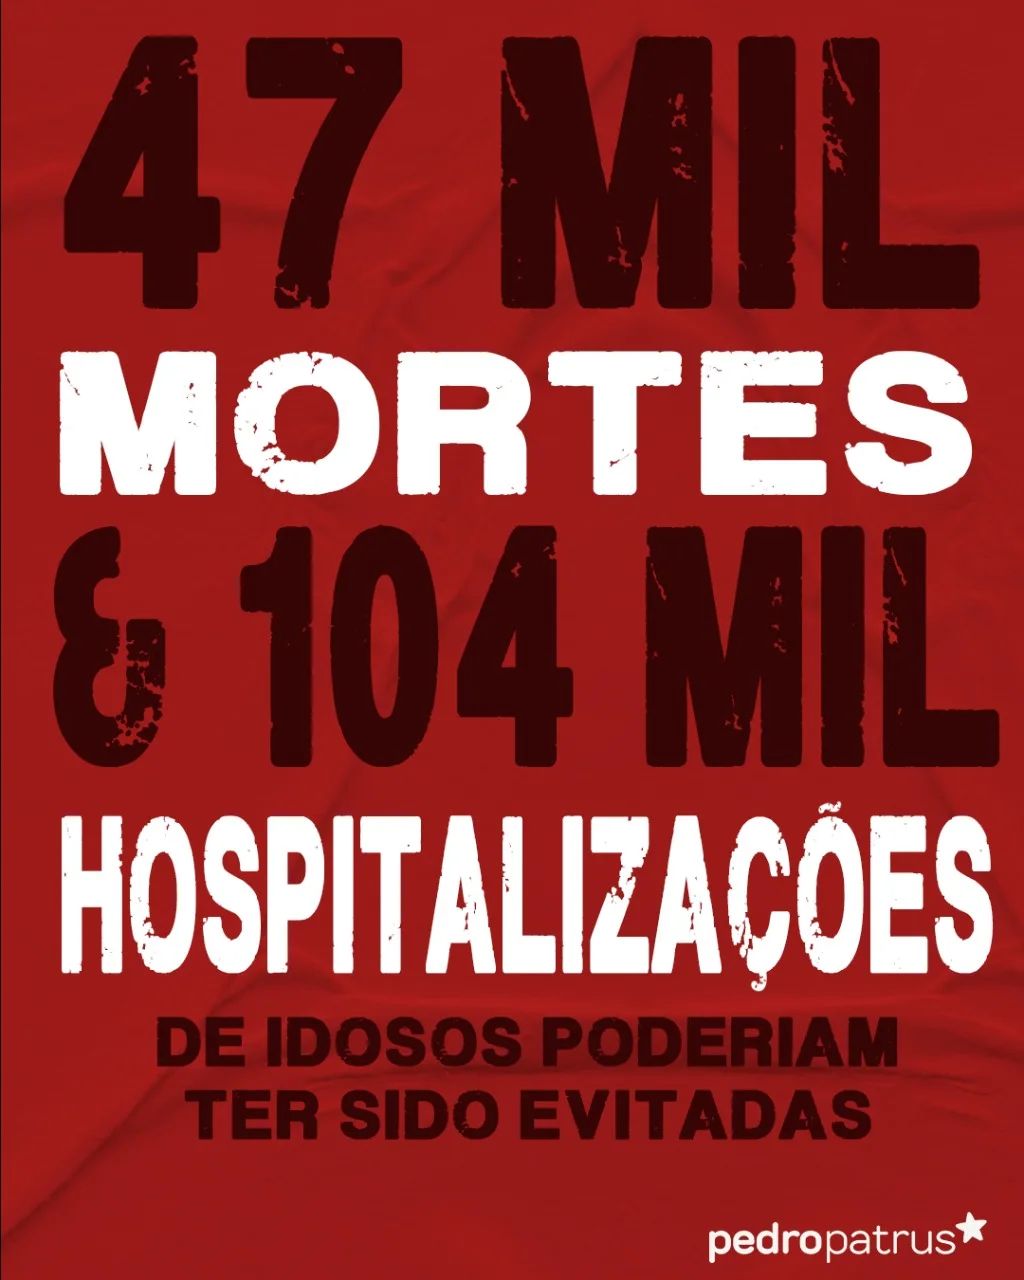 47 MIL
MORTES
& 104 MIL
HOSPITALIZAÇÕES
DE IDOSOS PODERIAM
TER SIDO EVITADAS
pedropatrus